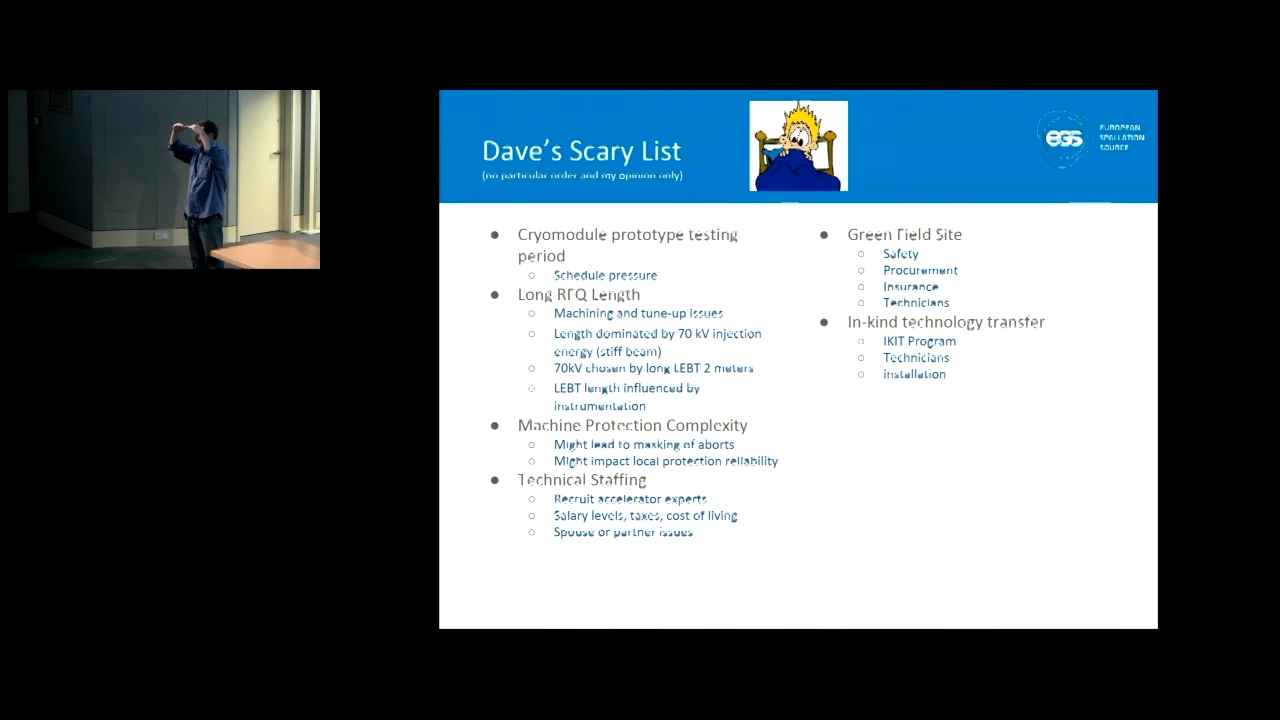 Dave's Scary List
(no particular order and my opinion only)
ess
EUROPEAN
SPALLATION
SOURCE
● Cryomodule prototype testing
period
○ Schedule pressure
● Long RFQ Length
○ Machining and tune-up issues
○ Length dominated by 70 kV injection
energy (stiff beam)
○ 70kV chosen by long LEBT 2 meters
○ LEBT length influenced by
instrumentation
● Machine Protection Complexity
○ Might lead to masking of aborts
○ Might impact local protection reliability
● Technical Staffing
○ Recruit accelerator experts
○ Salary levels, taxes, cost of living
○ Spouse or partner issues
● Green Field Site
○ Safety
○ Procurement
○ Insurance
○ Technicians
● In-kind technology transfer
○ IKIT Program
○ Technicians
○ installation